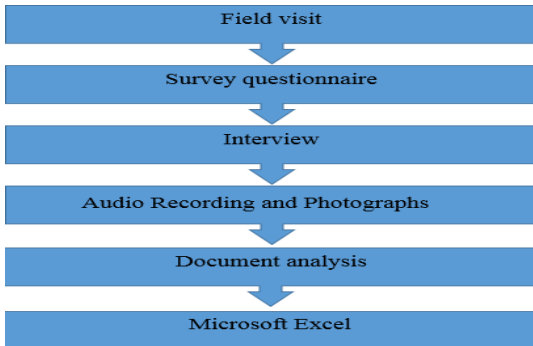 Field visit
Survey questionnaire
Interview
Audio Recording and Photographs
Document analysis
Microsoft Excel